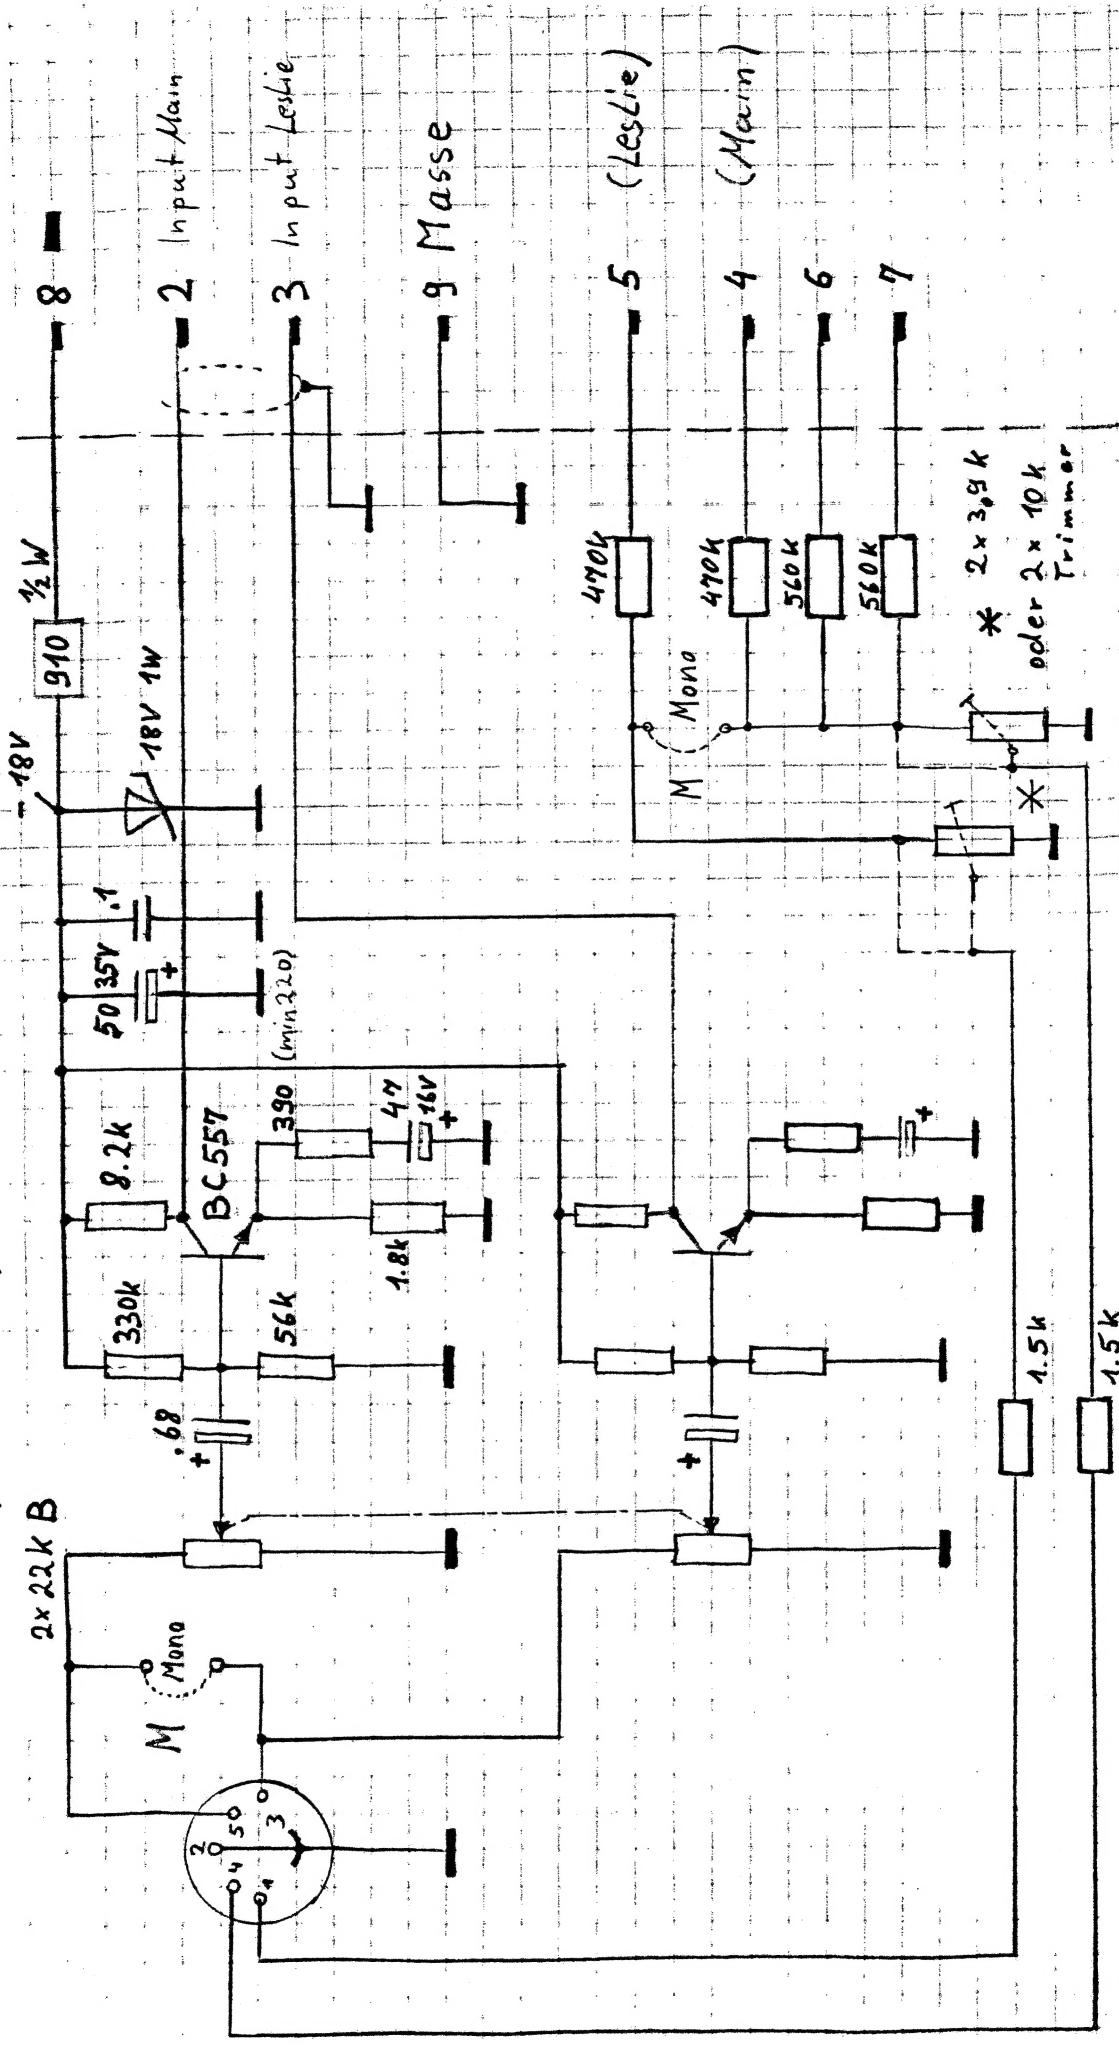 2x 22k B
M
Mono
5
2
4
3
1
.68
+
330k
56k
8.2k
BC557
390 (min 220)
1.8k
47
16V
+
50 35V
+
.1
- 18V
18V 1W
910
1/2 W
8
2 Input Main
3 Input Leslie
9 Masse
+
+
M
Mono
470k
5 (Leslie)
470k
4 (Main)
560k
6
560k
7
*
* 2x 3,9k
oder 2x 10k
Trimmer
1.5k
1.5k